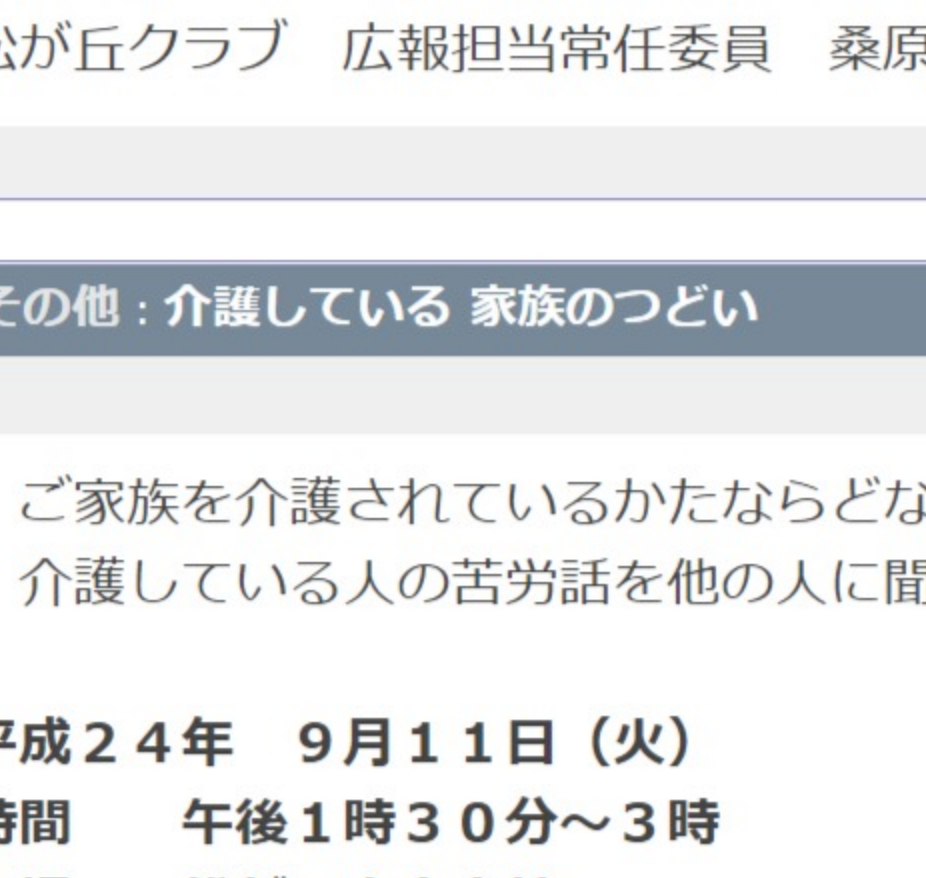 松が丘クラブ　広報担当常任委員　桑原
その他：介護している 家族のつどい
ご家族を介護されているかたならどな
介護している人の苦労話を他の人に聞
平成２４年　９月１１日（火）
時間　　午後１時３０分～３時